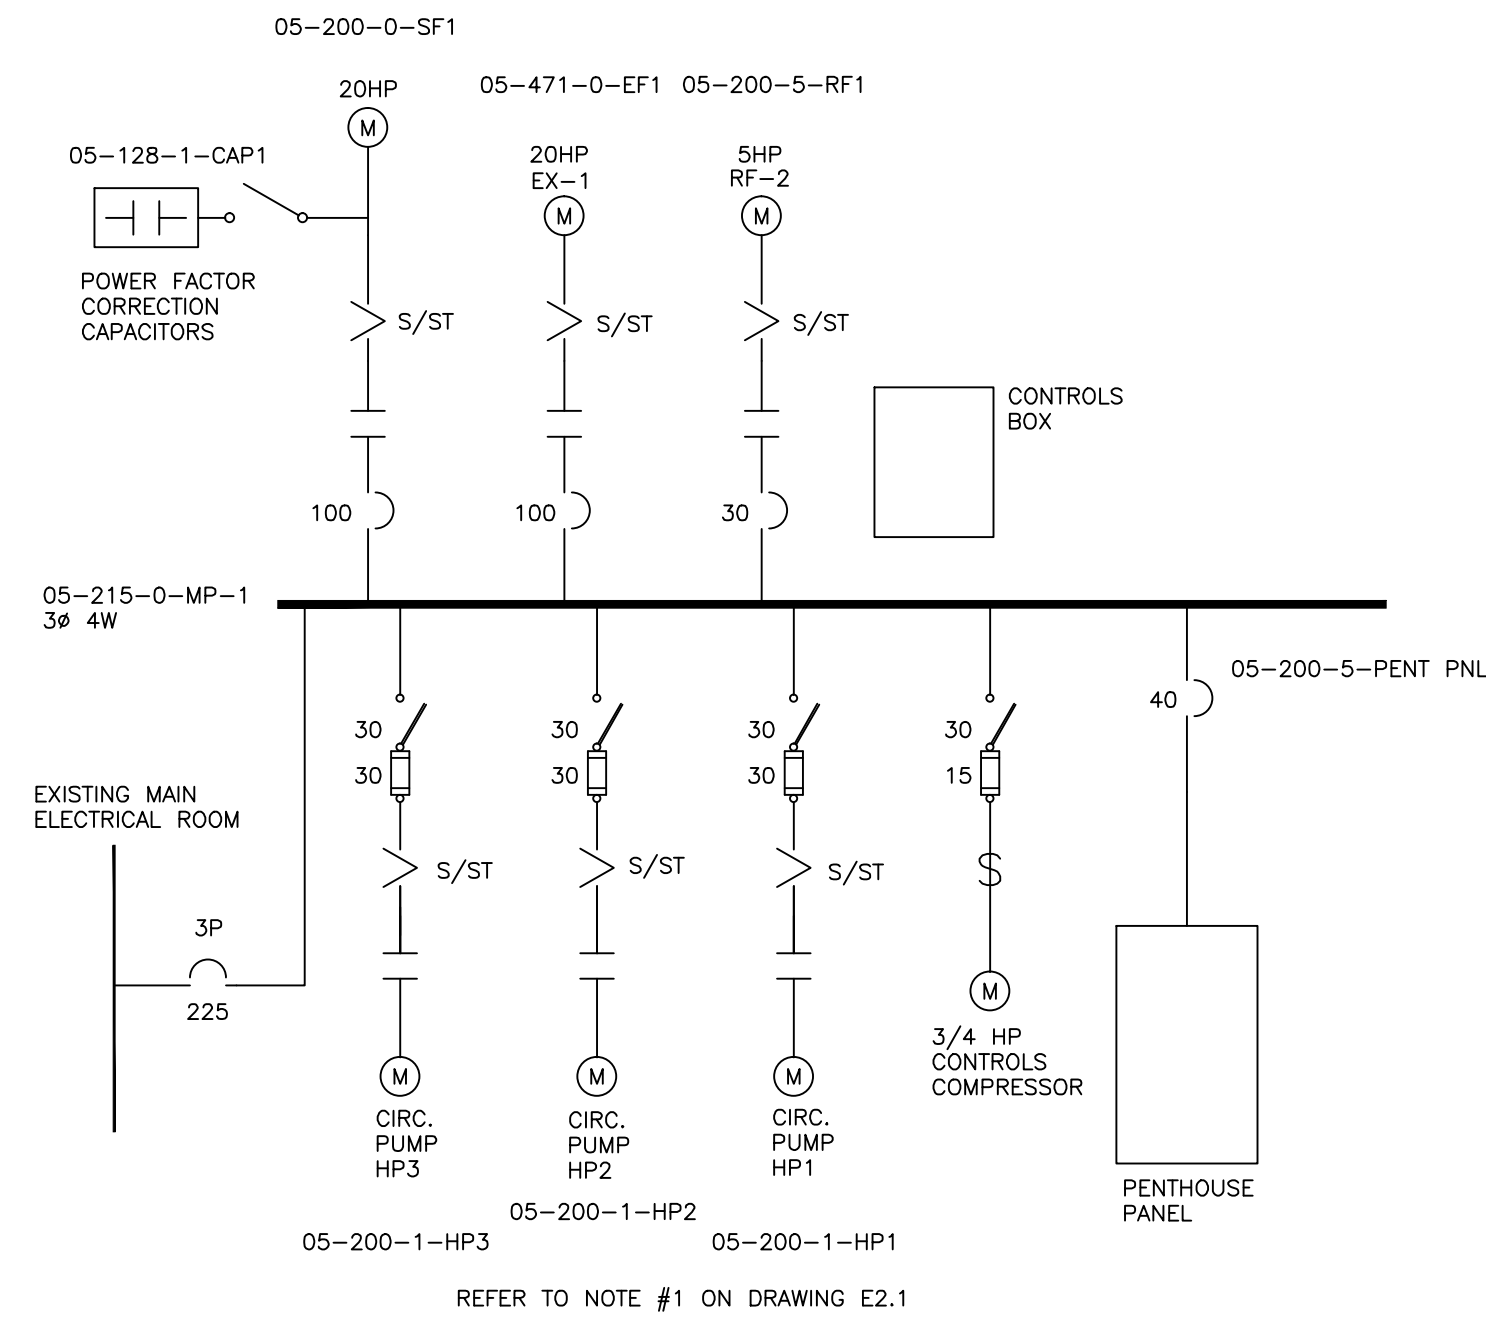 05-200-0-SF1
20HP
M
05-471-0-EF1
20HP
EX-1
M
05-200-5-RF1
5HP
RF-2
M
05-128-1-CAP1
POWER FACTOR
CORRECTION
CAPACITORS
S/ST
S/ST
S/ST
CONTROLS
BOX
100
100
30
05-215-0-MP-1
3ø 4W
05-200-5-PENT PNL
30
30
30
30
40
30
30
30
15
EXISTING MAIN
ELECTRICAL ROOM
3P
225
S/ST
S/ST
S/ST
S
M
M
M
M
3/4 HP
CONTROLS
COMPRESSOR
CIRC.
PUMP
HP3
CIRC.
PUMP
HP2
CIRC.
PUMP
HP1
PENTHOUSE
PANEL
05-200-1-HP3
05-200-1-HP2
05-200-1-HP1
REFER TO NOTE #1 ON DRAWING E2.1